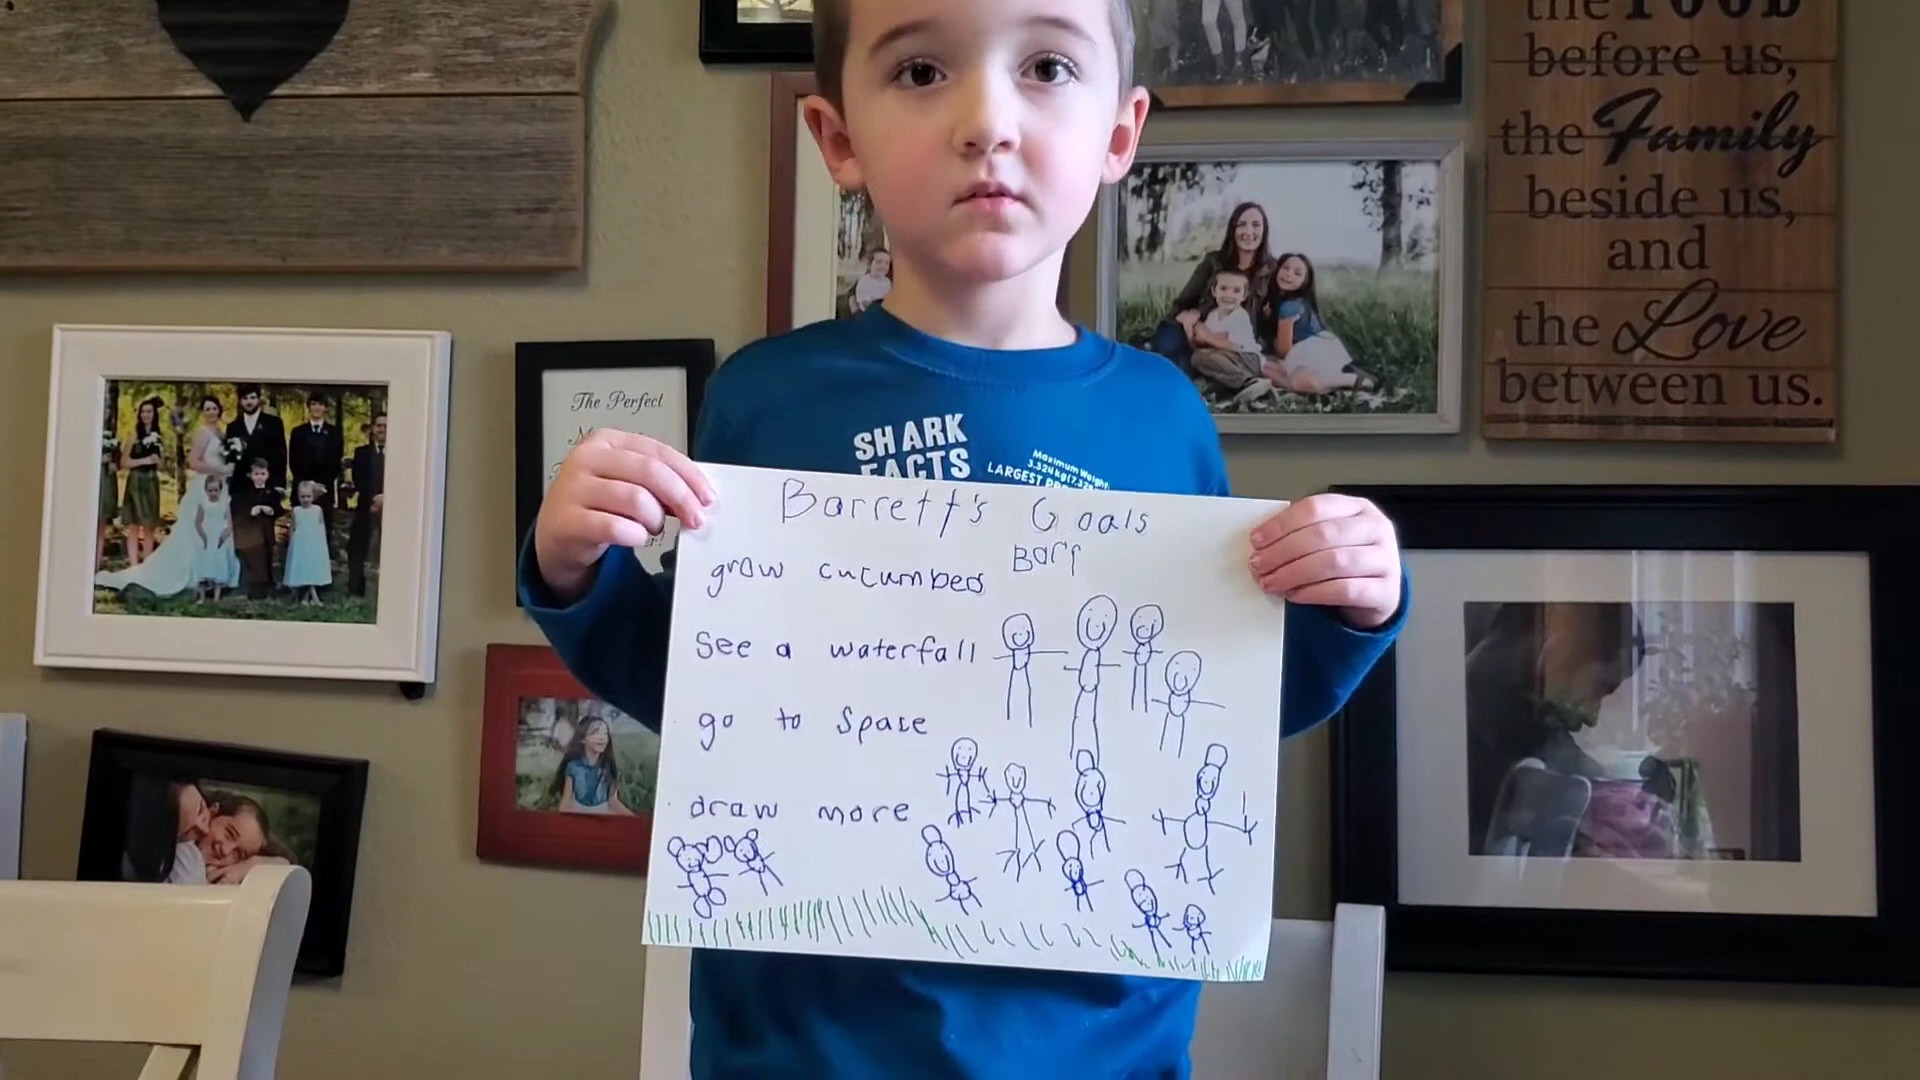 the FOOD
before us,
the Family
beside us,
and
the Love
between us.
The Perfect
SHARK
FACTS
Maximum Weight:
LARGEST
Barrett's Goals
Barr
grow cucumbers
see a waterfall
go to space
draw more